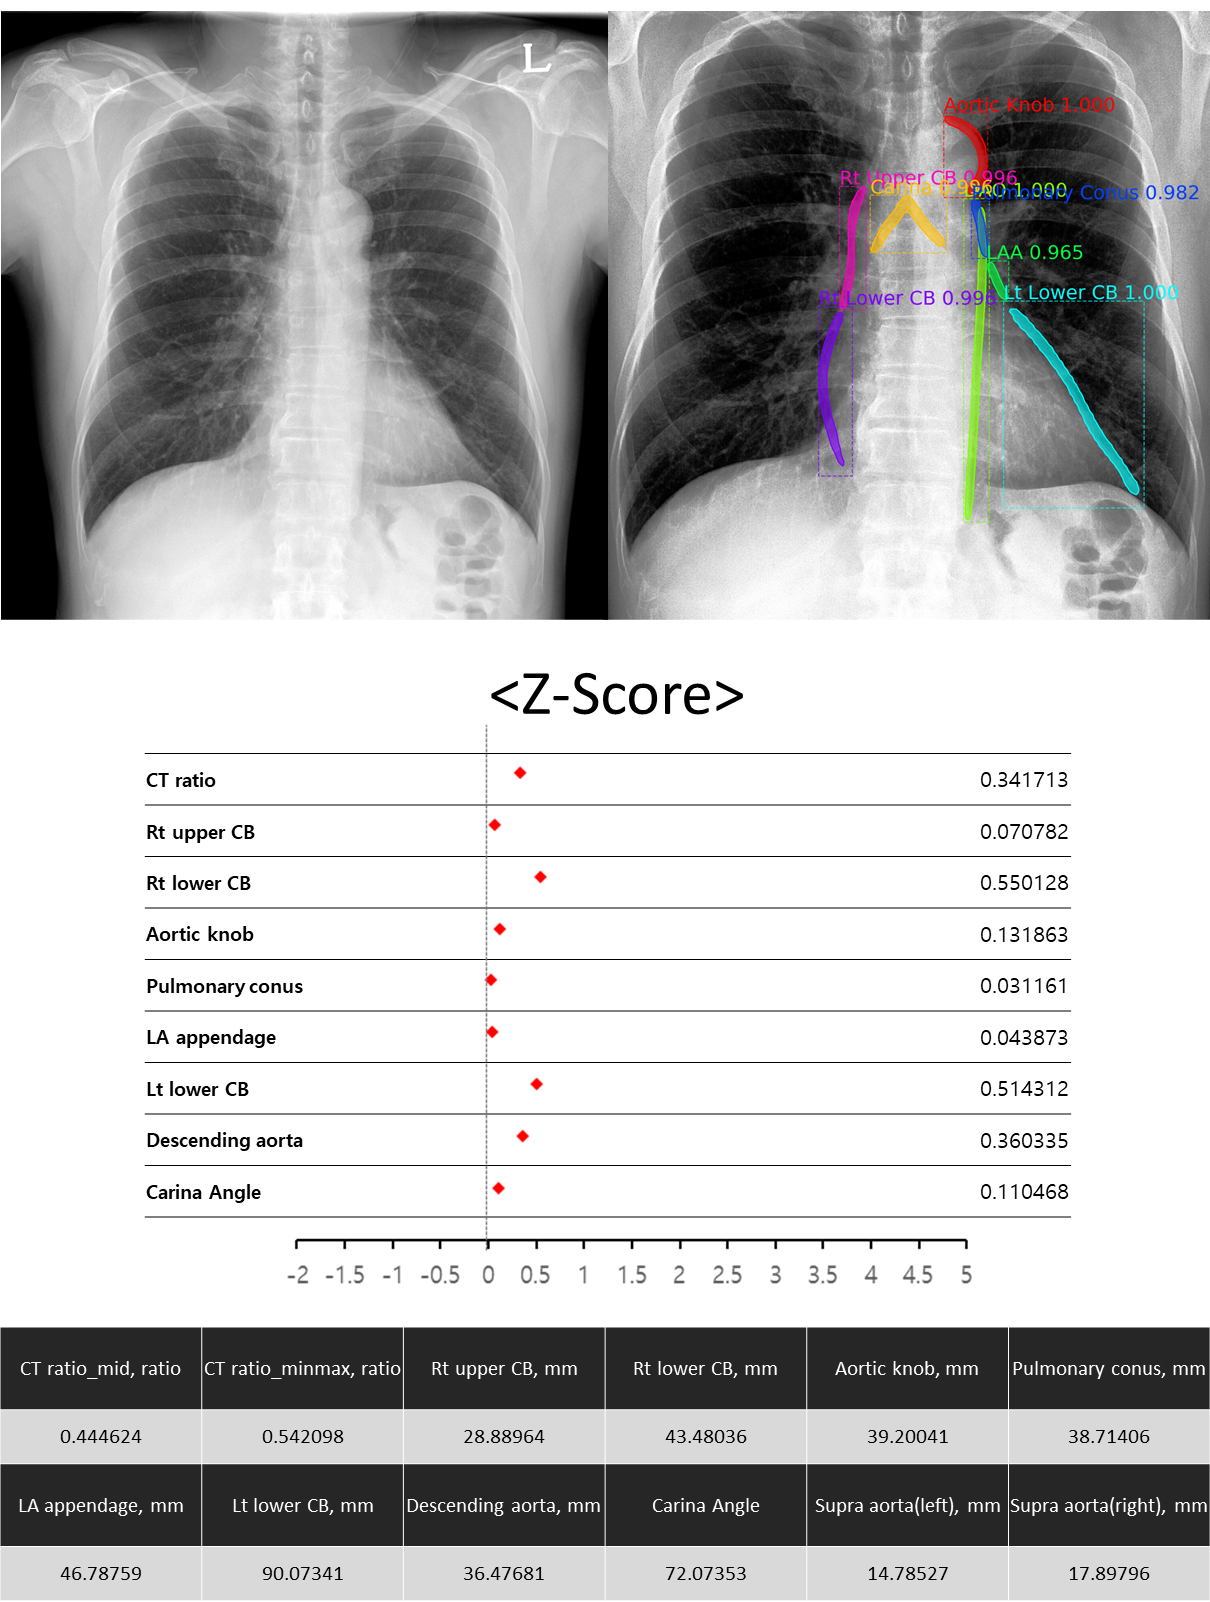 L
Aortic Knob 1.000
Rt Upper CB 0.996
Carina 0.996
1.000
Pulmonary Conus 0.982
LAA 0.965
Rt Lower CB 0.996
Lt Lower CB 1.000
<Z-Score>
CT ratio 0.341713
Rt upper CB 0.070782
Rt lower CB 0.550128
Aortic knob 0.131863
Pulmonary conus 0.031161
LA appendage 0.043873
Lt lower CB 0.514312
Descending aorta 0.360335
Carina Angle 0.110468
-2 -1.5 -1 -0.5 0 0.5 1 1.5 2 2.5 3 3.5 4 4.5 5
CT ratio_mid, ratio CT ratio_minmax, ratio Rt upper CB, mm Rt lower CB, mm Aortic knob, mm Pulmonary conus, mm
0.444624 0.542098 28.88964 43.48036 39.20041 38.71406
LA appendage, mm Lt lower CB, mm Descending aorta, mm Carina Angle Supra aorta(left), mm Supra aorta(right), mm
46.78759 90.07341 36.47681 72.07353 14.78527 17.89796